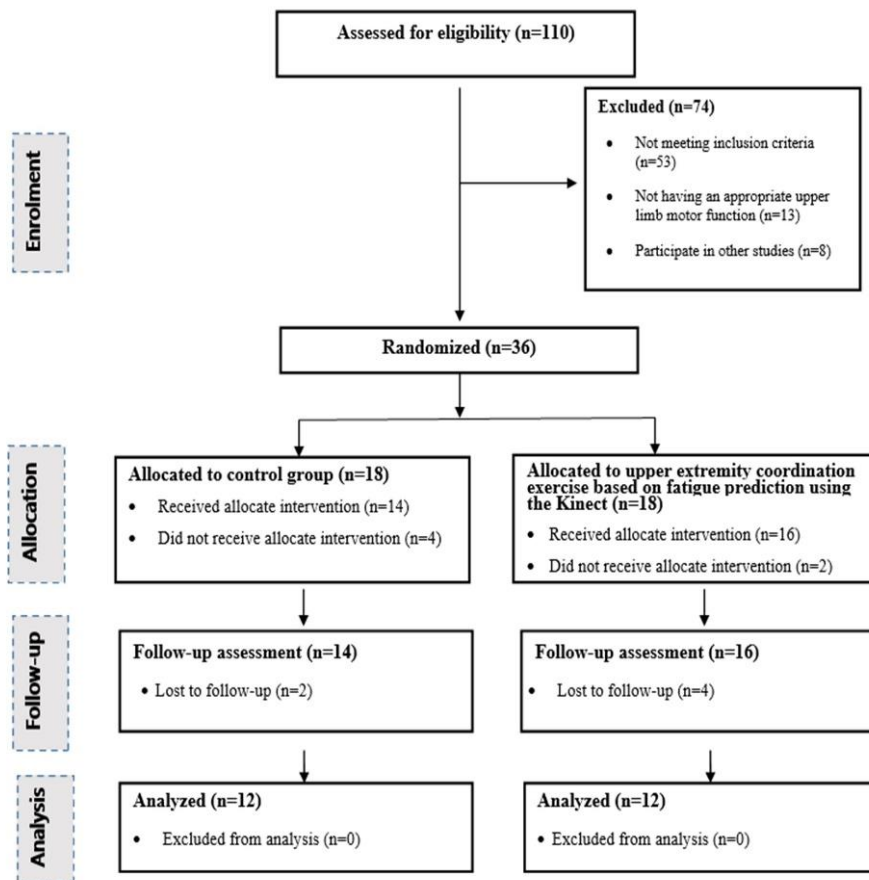 Assessed for eligibility (n=110)
Enrolment
Excluded (n=74)
• Not meeting inclusion criteria
(n=53)
• Not having an appropriate upper
limb motor function (n=13)
• Participate in other studies (n=8)
Randomized (n=36)
Allocation
Allocated to control group (n=18)
• Received allocate intervention (n=14)
• Did not receive allocate intervention (n=4)
Allocated to upper extremity coordination
exercise based on fatigue prediction using
the Kinect (n=18)
• Received allocate intervention (n=16)
• Did not receive allocate intervention (n=2)
Follow-up
Follow-up assessment (n=14)
• Lost to follow-up (n=2)
Follow-up assessment (n=16)
• Lost to follow-up (n=4)
Analysis
Analyzed (n=12)
• Excluded from analysis (n=0)
Analyzed (n=12)
• Excluded from analysis (n=0)